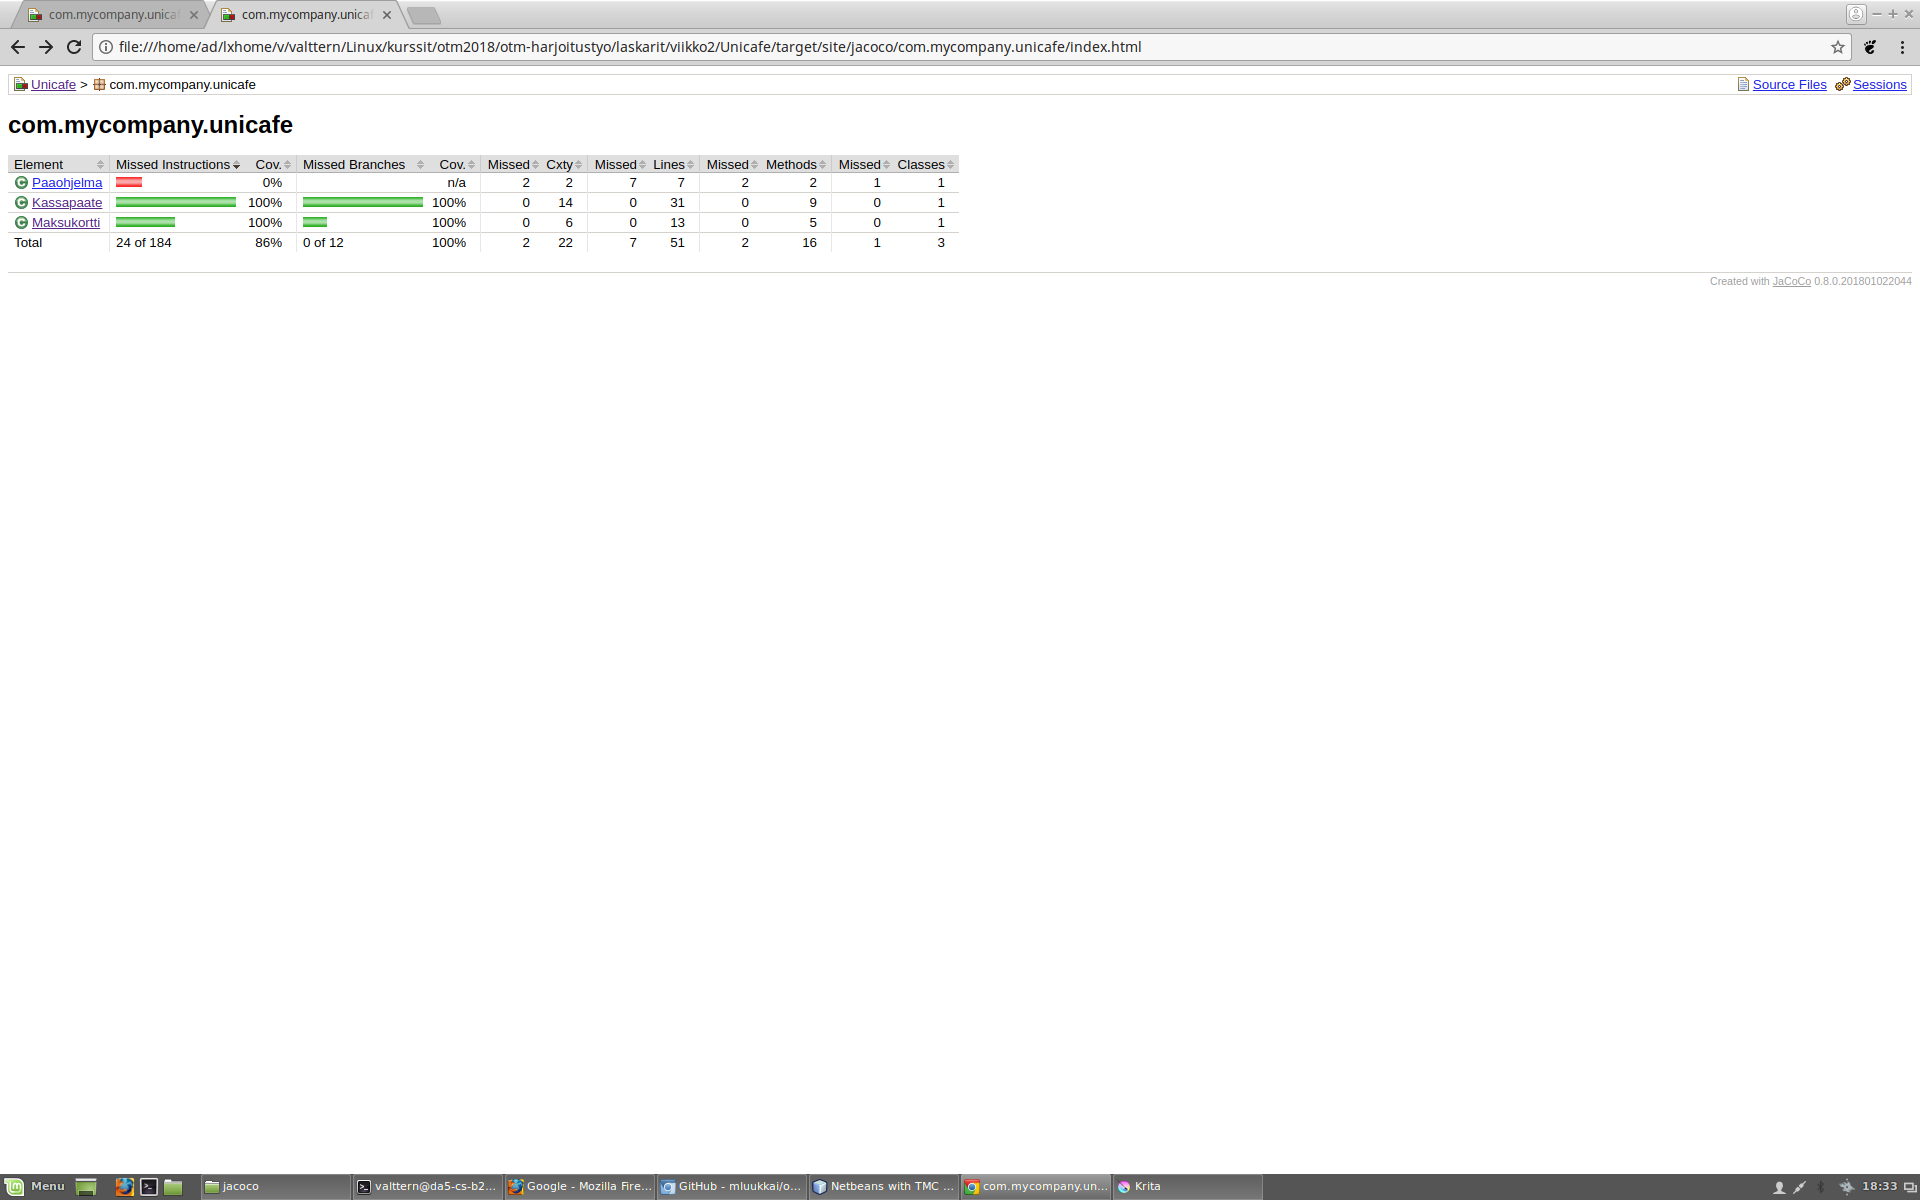 com.mycompany.unicaf com.mycompany.unicaf
file:///home/ad/lxhome/v/valttern/Linux/kurssit/otm2018/otm-harjoitustyo/laskarit/viikko2/Unicafe/target/site/jacoco/com.mycompany.unicafe/index.html
Unicafe > com.mycompany.unicafe Source Files Sessions
com.mycompany.unicafe
Element Missed Instructions Cov. Missed Branches Cov. Missed Cxty Missed Lines Missed Methods Missed Classes
Paaohjelma 0% n/a 2 2 7 7 2 2 1 1
Kassapaate 100% 100% 0 14 0 31 0 9 0 1
Maksukortti 100% 100% 0 6 0 13 0 5 0 1
Total 24 of 184 86% 0 of 12 100% 2 22 7 51 2 16 1 3
Created with JaCoCo 0.8.0.201801022044
Menu jacoco valttern@da5-cs-b2... Google - Mozilla Fire... GitHub - mluukkai/o... Netbeans with TMC ... com.mycompany.un... Krita 18:33